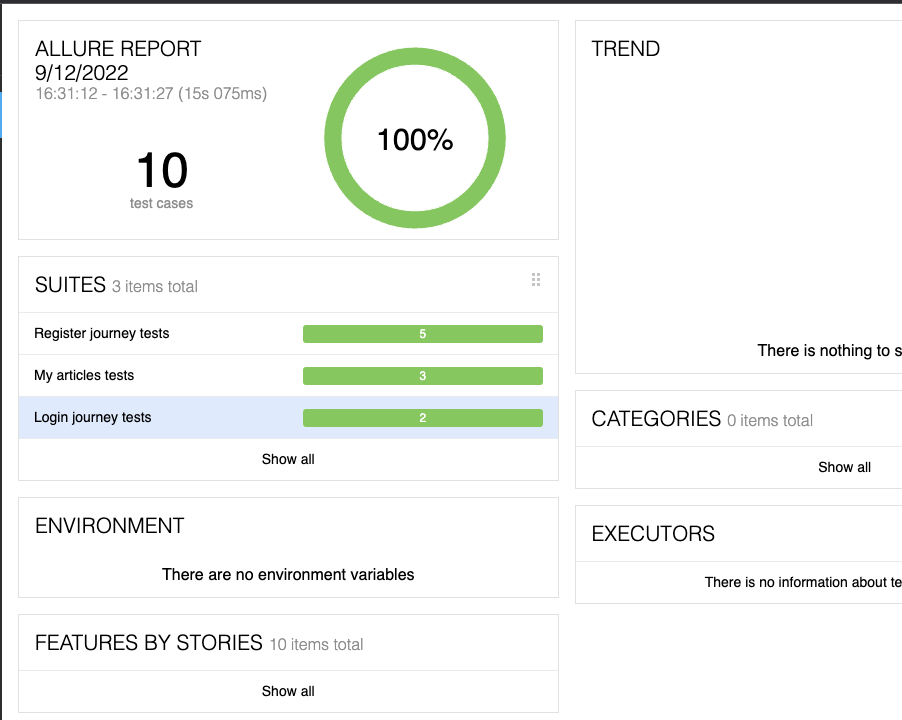 ALLURE REPORT
9/12/2022
16:31:12 - 16:31:27 (15s 075ms)
10
test cases
100%
SUITES 3 items total
Register journey tests 5
My articles tests 3
Login journey tests 2
Show all
ENVIRONMENT
There are no environment variables
FEATURES BY STORIES 10 items total
Show all
TREND
There is nothing to s
CATEGORIES 0 items total
Show all
EXECUTORS
There is no information about te